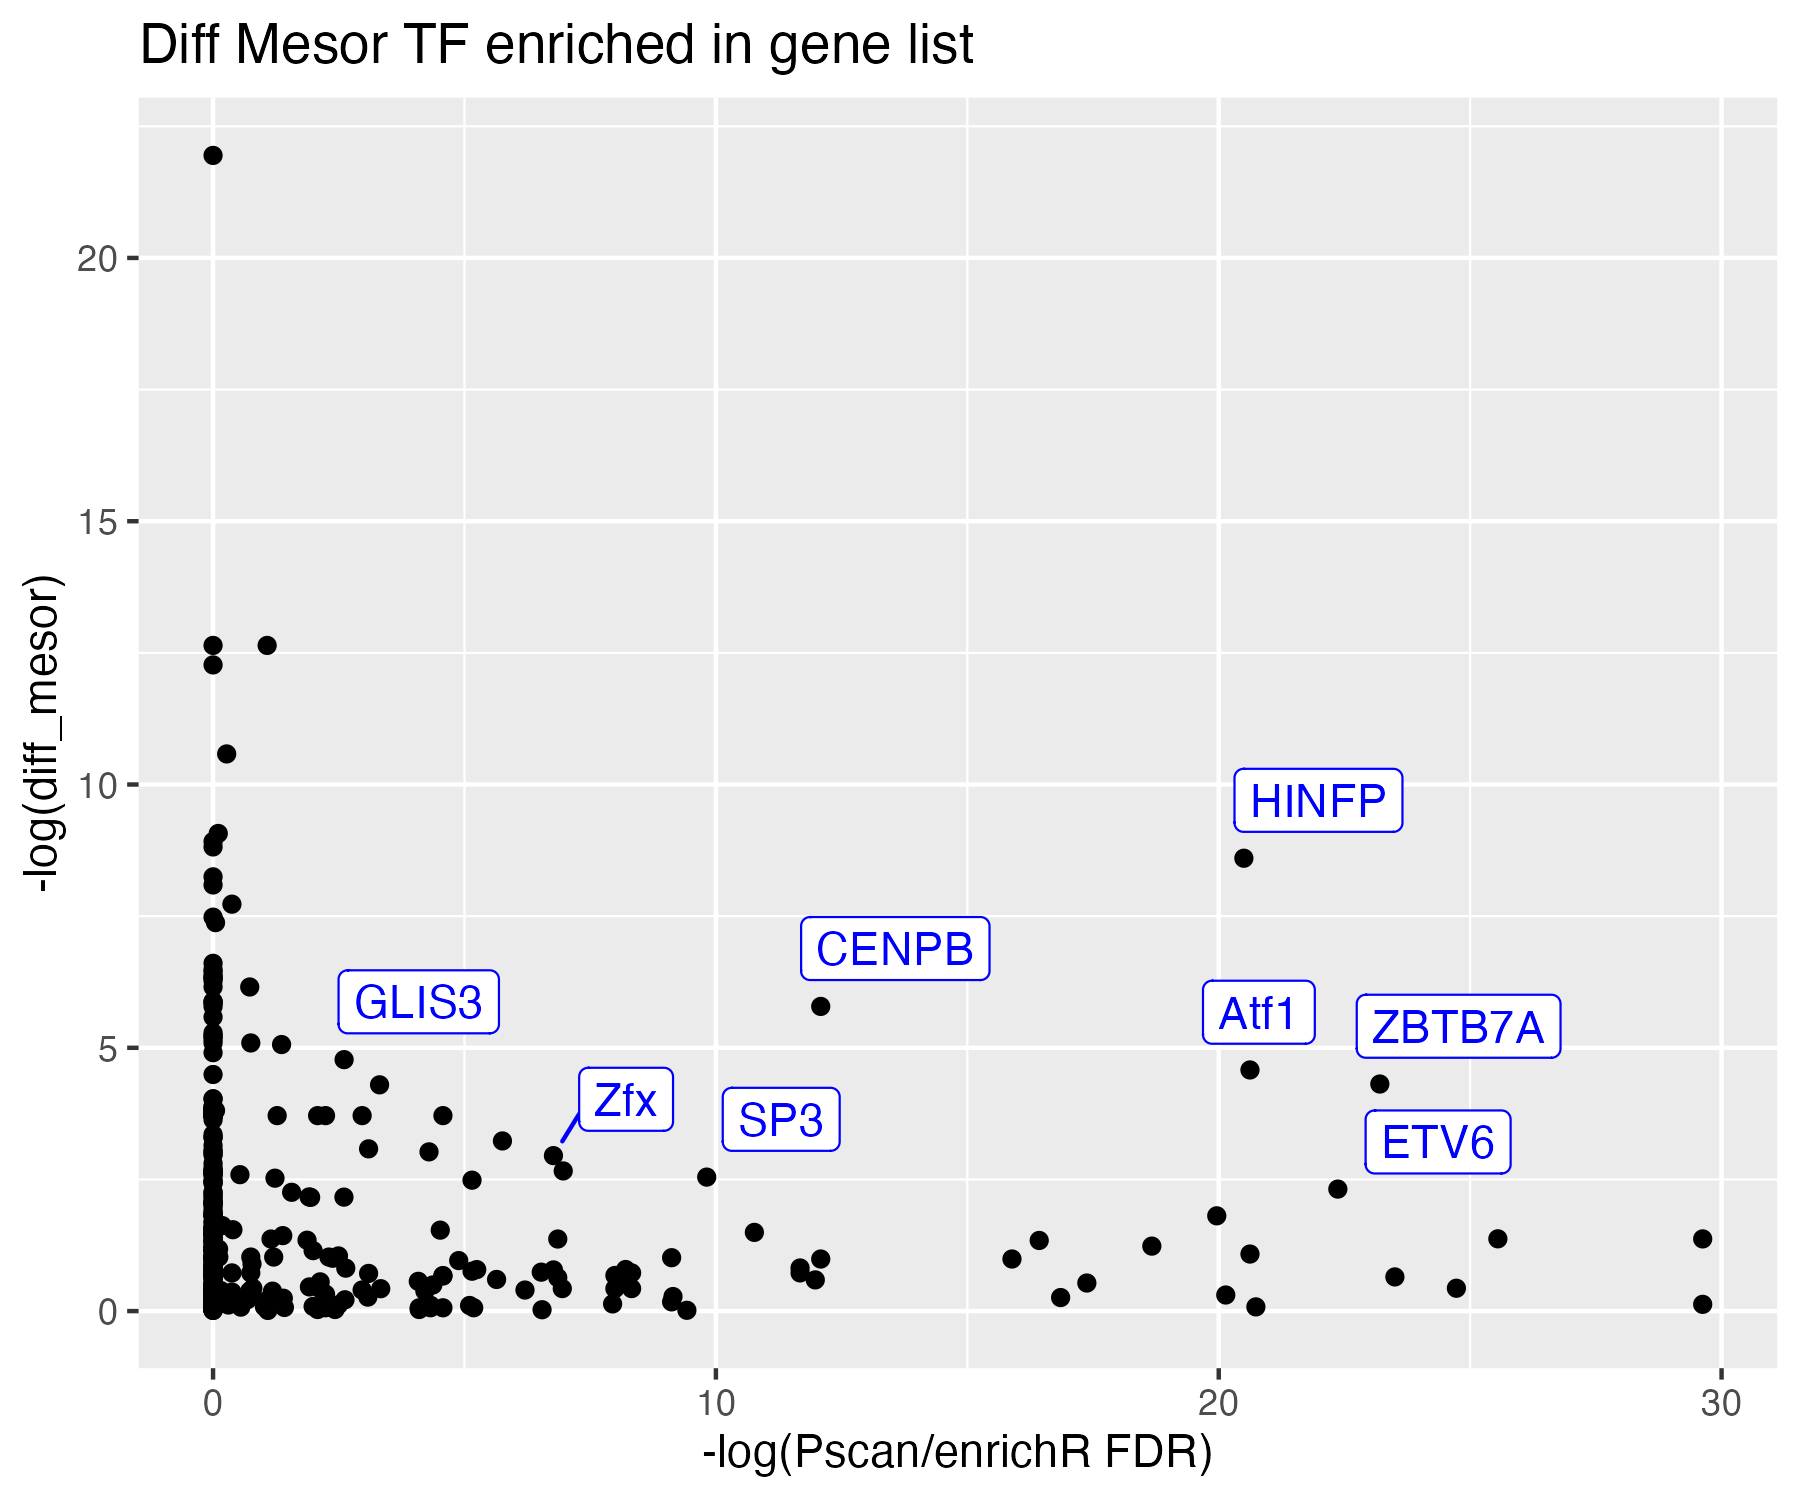 Diff Mesor TF enriched in gene list
-log(diff_mesor)
20
15
10
5
0
HINFP
CENPB
GLIS3
Atf1
ZBTB7A
Zfx
SP3
ETV6
0 10 20 30
-log(Pscan/enrichR FDR)